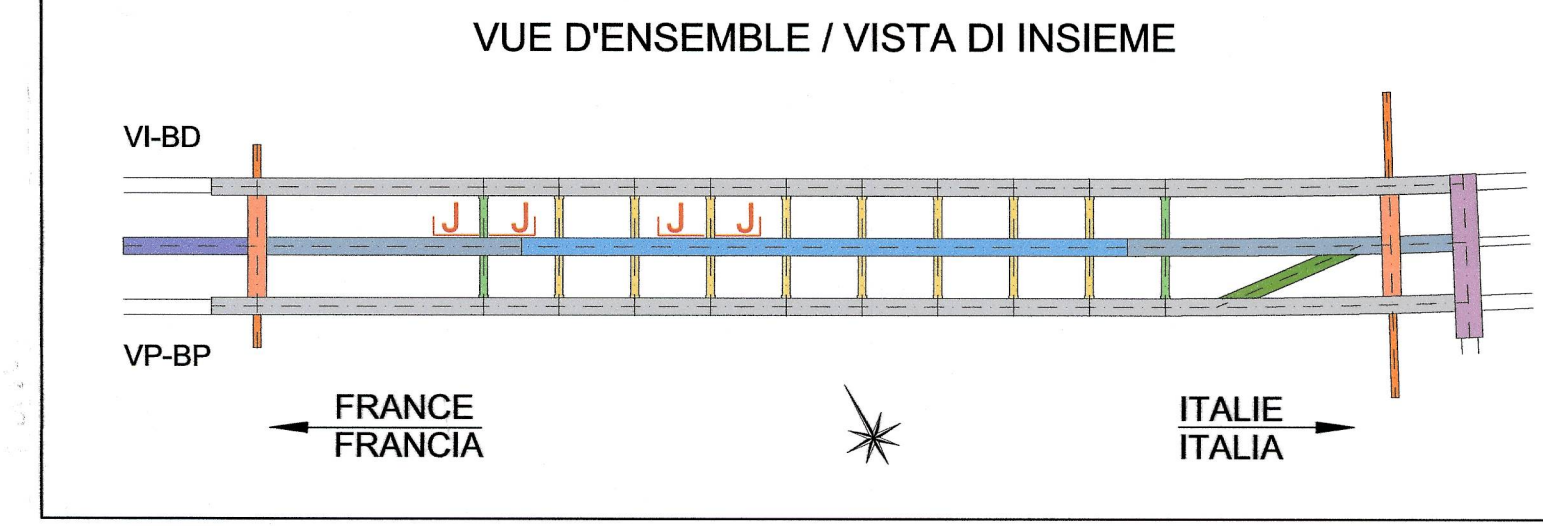 VUE D'ENSEMBLE / VISTA DI INSIEME
VI-BD
J J J J
VP-BP
FRANCE
FRANCIA
ITALIE
ITALIA